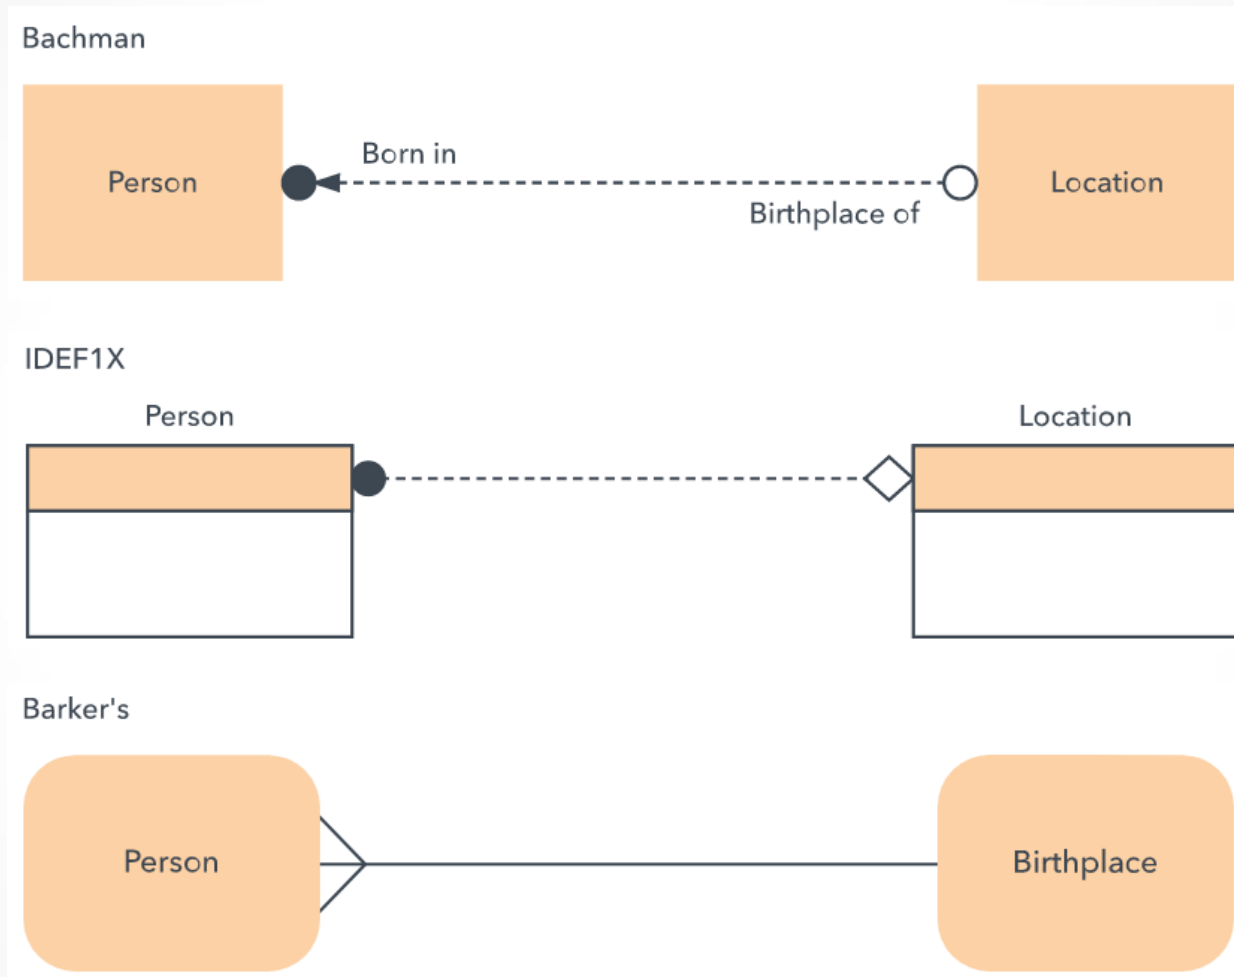 Bachman
Person
Born in
Birthplace of
Location
IDEF1X
Person
Location
Barker's
Person
Birthplace